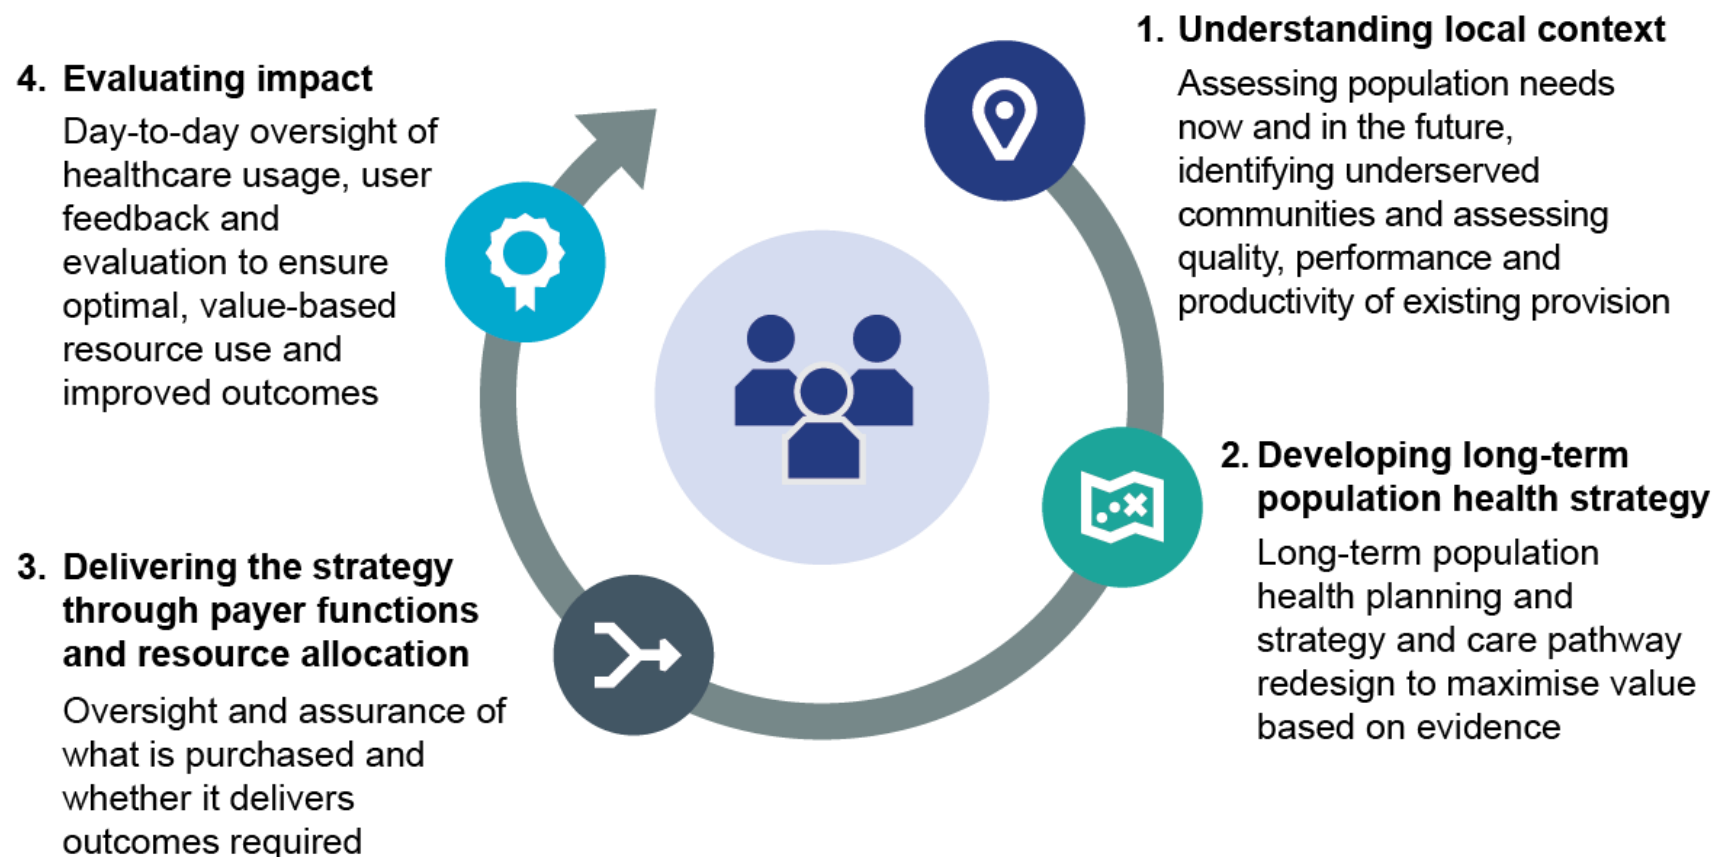 1. Understanding local context
Assessing population needs
now and in the future,
identifying underserved
communities and assessing
quality, performance and
productivity of existing provision
2. Developing long-term
population health strategy
Long-term population
health planning and
strategy and care pathway
redesign to maximise value
based on evidence
3. Delivering the strategy
through payer functions
and resource allocation
Oversight and assurance of
what is purchased and
whether it delivers
outcomes required
4. Evaluating impact
Day-to-day oversight of
healthcare usage, user
feedback and
evaluation to ensure
optimal, value-based
resource use and
improved outcomes